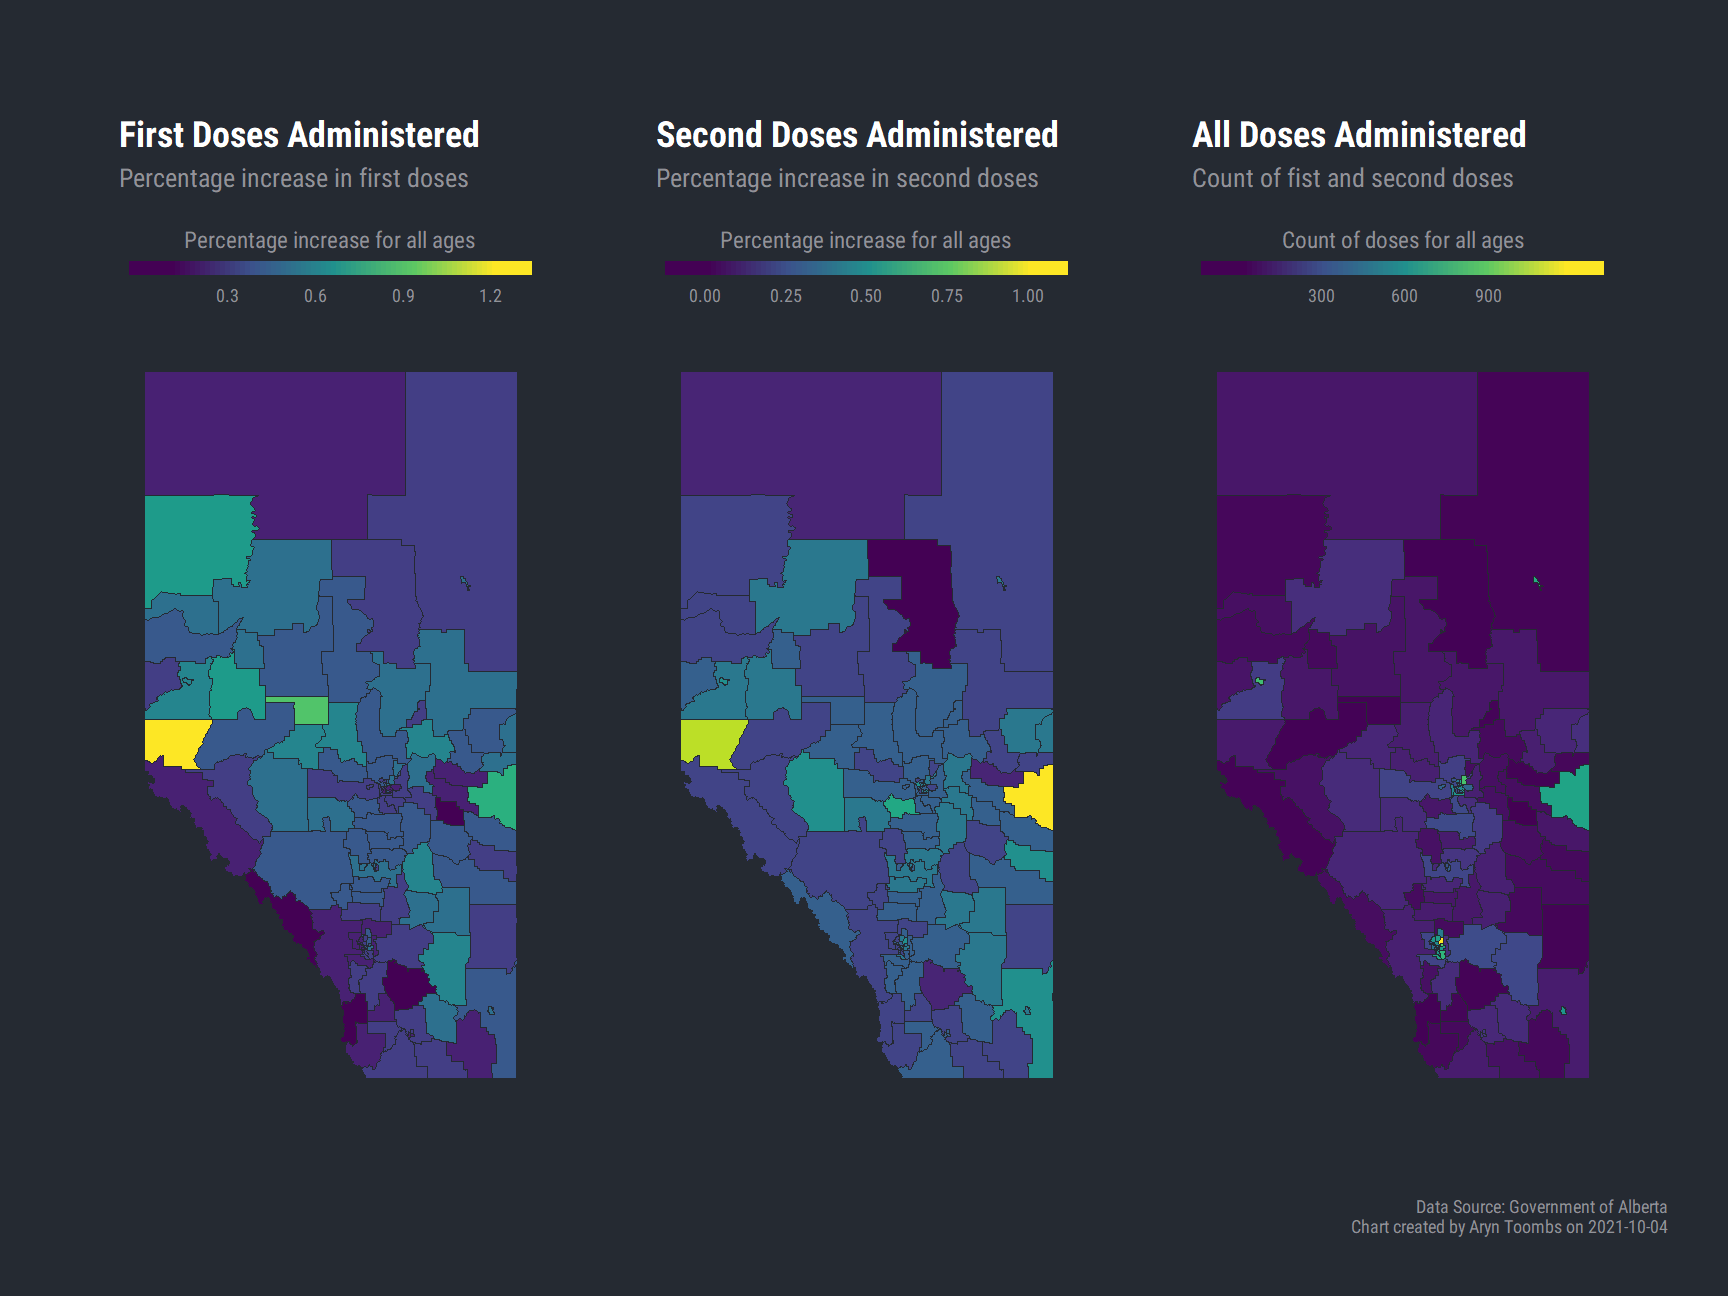 First Doses Administered
Percentage increase in first doses
Percentage increase for all ages
0.3 0.6 0.9 1.2
Second Doses Administered
Percentage increase in second doses
Percentage increase for all ages
0.00 0.25 0.50 0.75 1.00
All Doses Administered
Count of fist and second doses
Count of doses for all ages
300 600 900
Data Source: Government of Alberta
Chart created by Aryn Toombs on 2021-10-04